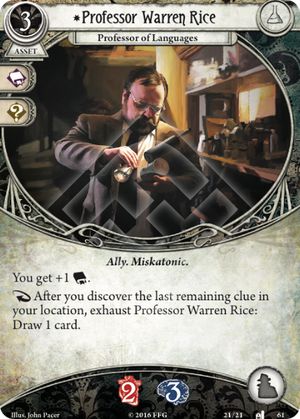 3
*Professor Warren Rice
Professor of Languages
ASSET
?
Ally. Miskatonic.
You get +1 .
After you discover the last remaining clue in
your location, exhaust Professor Warren Rice:
Draw 1 card.
2
3
Illus. John Pacer
© 2016 FFG
21/21
61